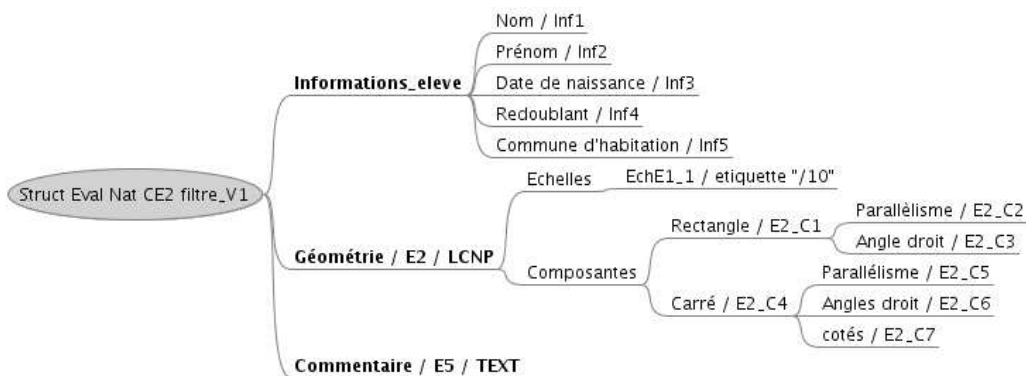 Struct Eval Nat CE2 filtre_V1
Informations_eleve
Nom / Inf1
Prénom / Inf2
Date de naissance / Inf3
Redoublant / Inf4
Commune d'habitation / Inf5
Géométrie / E2 / LCNP
Echelles
EchE1_1 / etiquette "/10"
Composantes
Rectangle / E2_C1
Parallèlisme / E2_C2
Angle droit / E2_C3
Carré / E2_C4
Parallélisme / E2_C5
Angles droit / E2_C6
cotés / E2_C7
Commentaire / E5 / TEXT